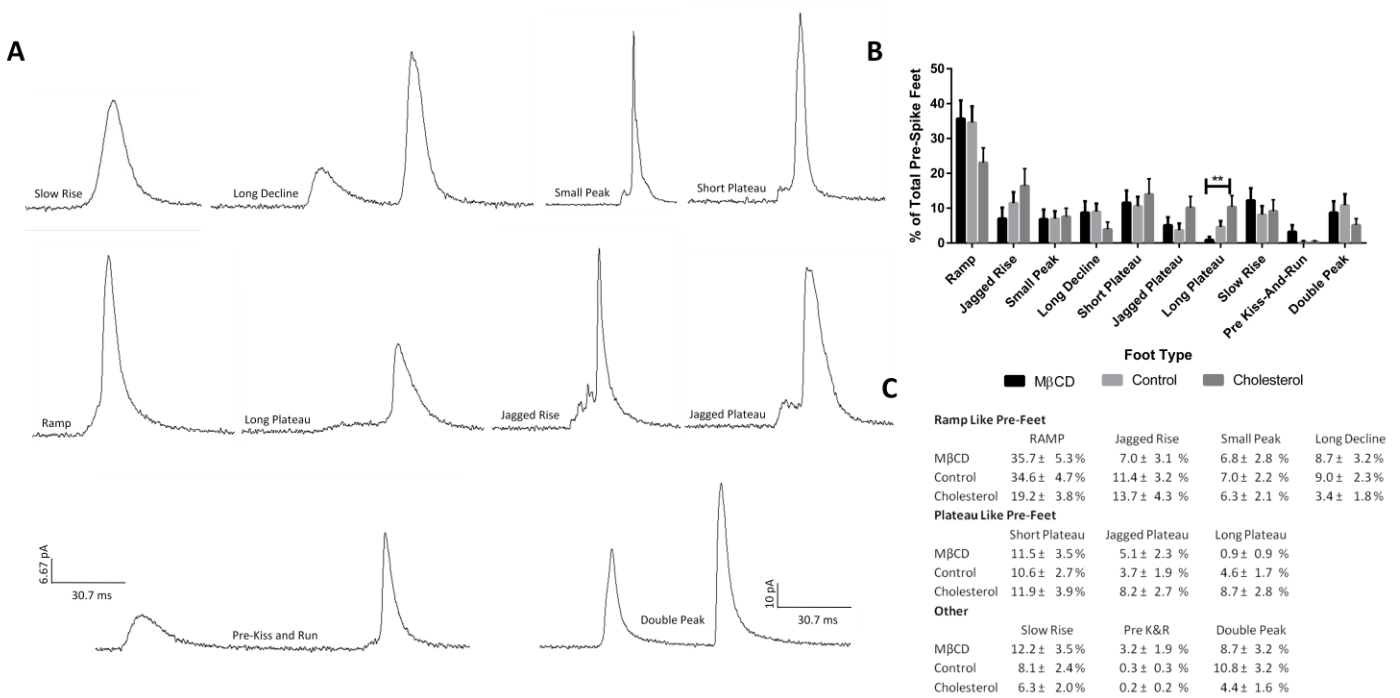 A
Slow Rise
Long Decline
Small Peak
Short Plateau
Ramp
Long Plateau
Jagged Rise
Jagged Plateau
6.67 pA
30.7 ms
Pre-Kiss and Run
Double Peak
10 pA
30.7 ms
B
% of Total Pre-Spike Feet
50
40
30
20
10
0
**
Ramp
Jagged Rise
Small Peak
Long Decline
Short Plateau
Jagged Plateau
Long Plateau
Slow Rise
Pre Kiss-And-Run
Double Peak
Foot Type
MβCD Control Cholesterol
C
Ramp Like Pre-Feet
RAMP Jagged Rise Small Peak Long Decline
MβCD 35.7 ± 5.3% 7.0 ± 3.1 % 6.8 ± 2.8 % 8.7 ± 3.2%
Control 34.6 ± 4.7% 11.4 ± 3.2 % 7.0 ± 2.2 % 9.0 ± 2.3%
Cholesterol 19.2 ± 3.8% 13.7 ± 4.3 % 6.3 ± 2.1 % 3.4 ± 1.8%
Plateau Like Pre-Feet
Short Plateau Jagged Plateau Long Plateau
MβCD 11.5 ± 3.5% 5.1 ± 2.3 % 0.9 ± 0.9 %
Control 10.6 ± 2.7% 3.7 ± 1.9 % 4.6 ± 1.7 %
Cholesterol 11.9 ± 3.9% 8.2 ± 2.7 % 8.7 ± 2.8 %
Other
Slow Rise Pre K&R Double Peak
MβCD 12.2 ± 3.5% 3.2 ± 1.9 % 8.7 ± 3.2 %
Control 8.1 ± 2.4% 0.3 ± 0.3 % 10.8 ± 3.2 %
Cholesterol 6.3 ± 2.0% 0.2 ± 0.2 % 4.4 ± 1.6 %